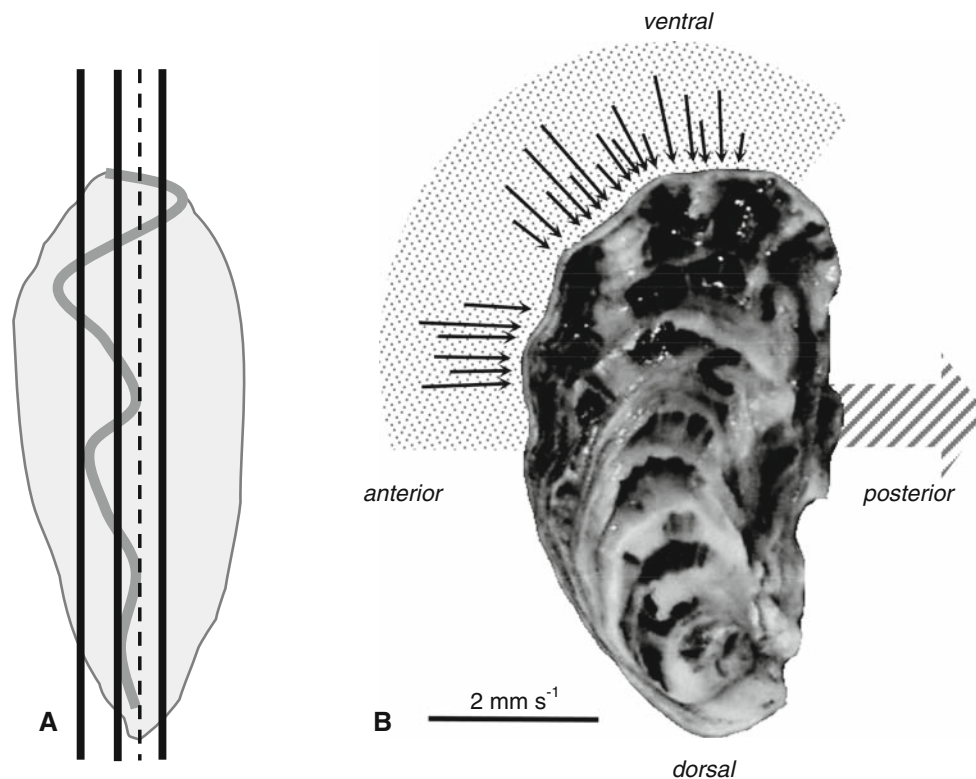 ventral
anterior
posterior
A
2 mm s⁻¹
B
dorsal